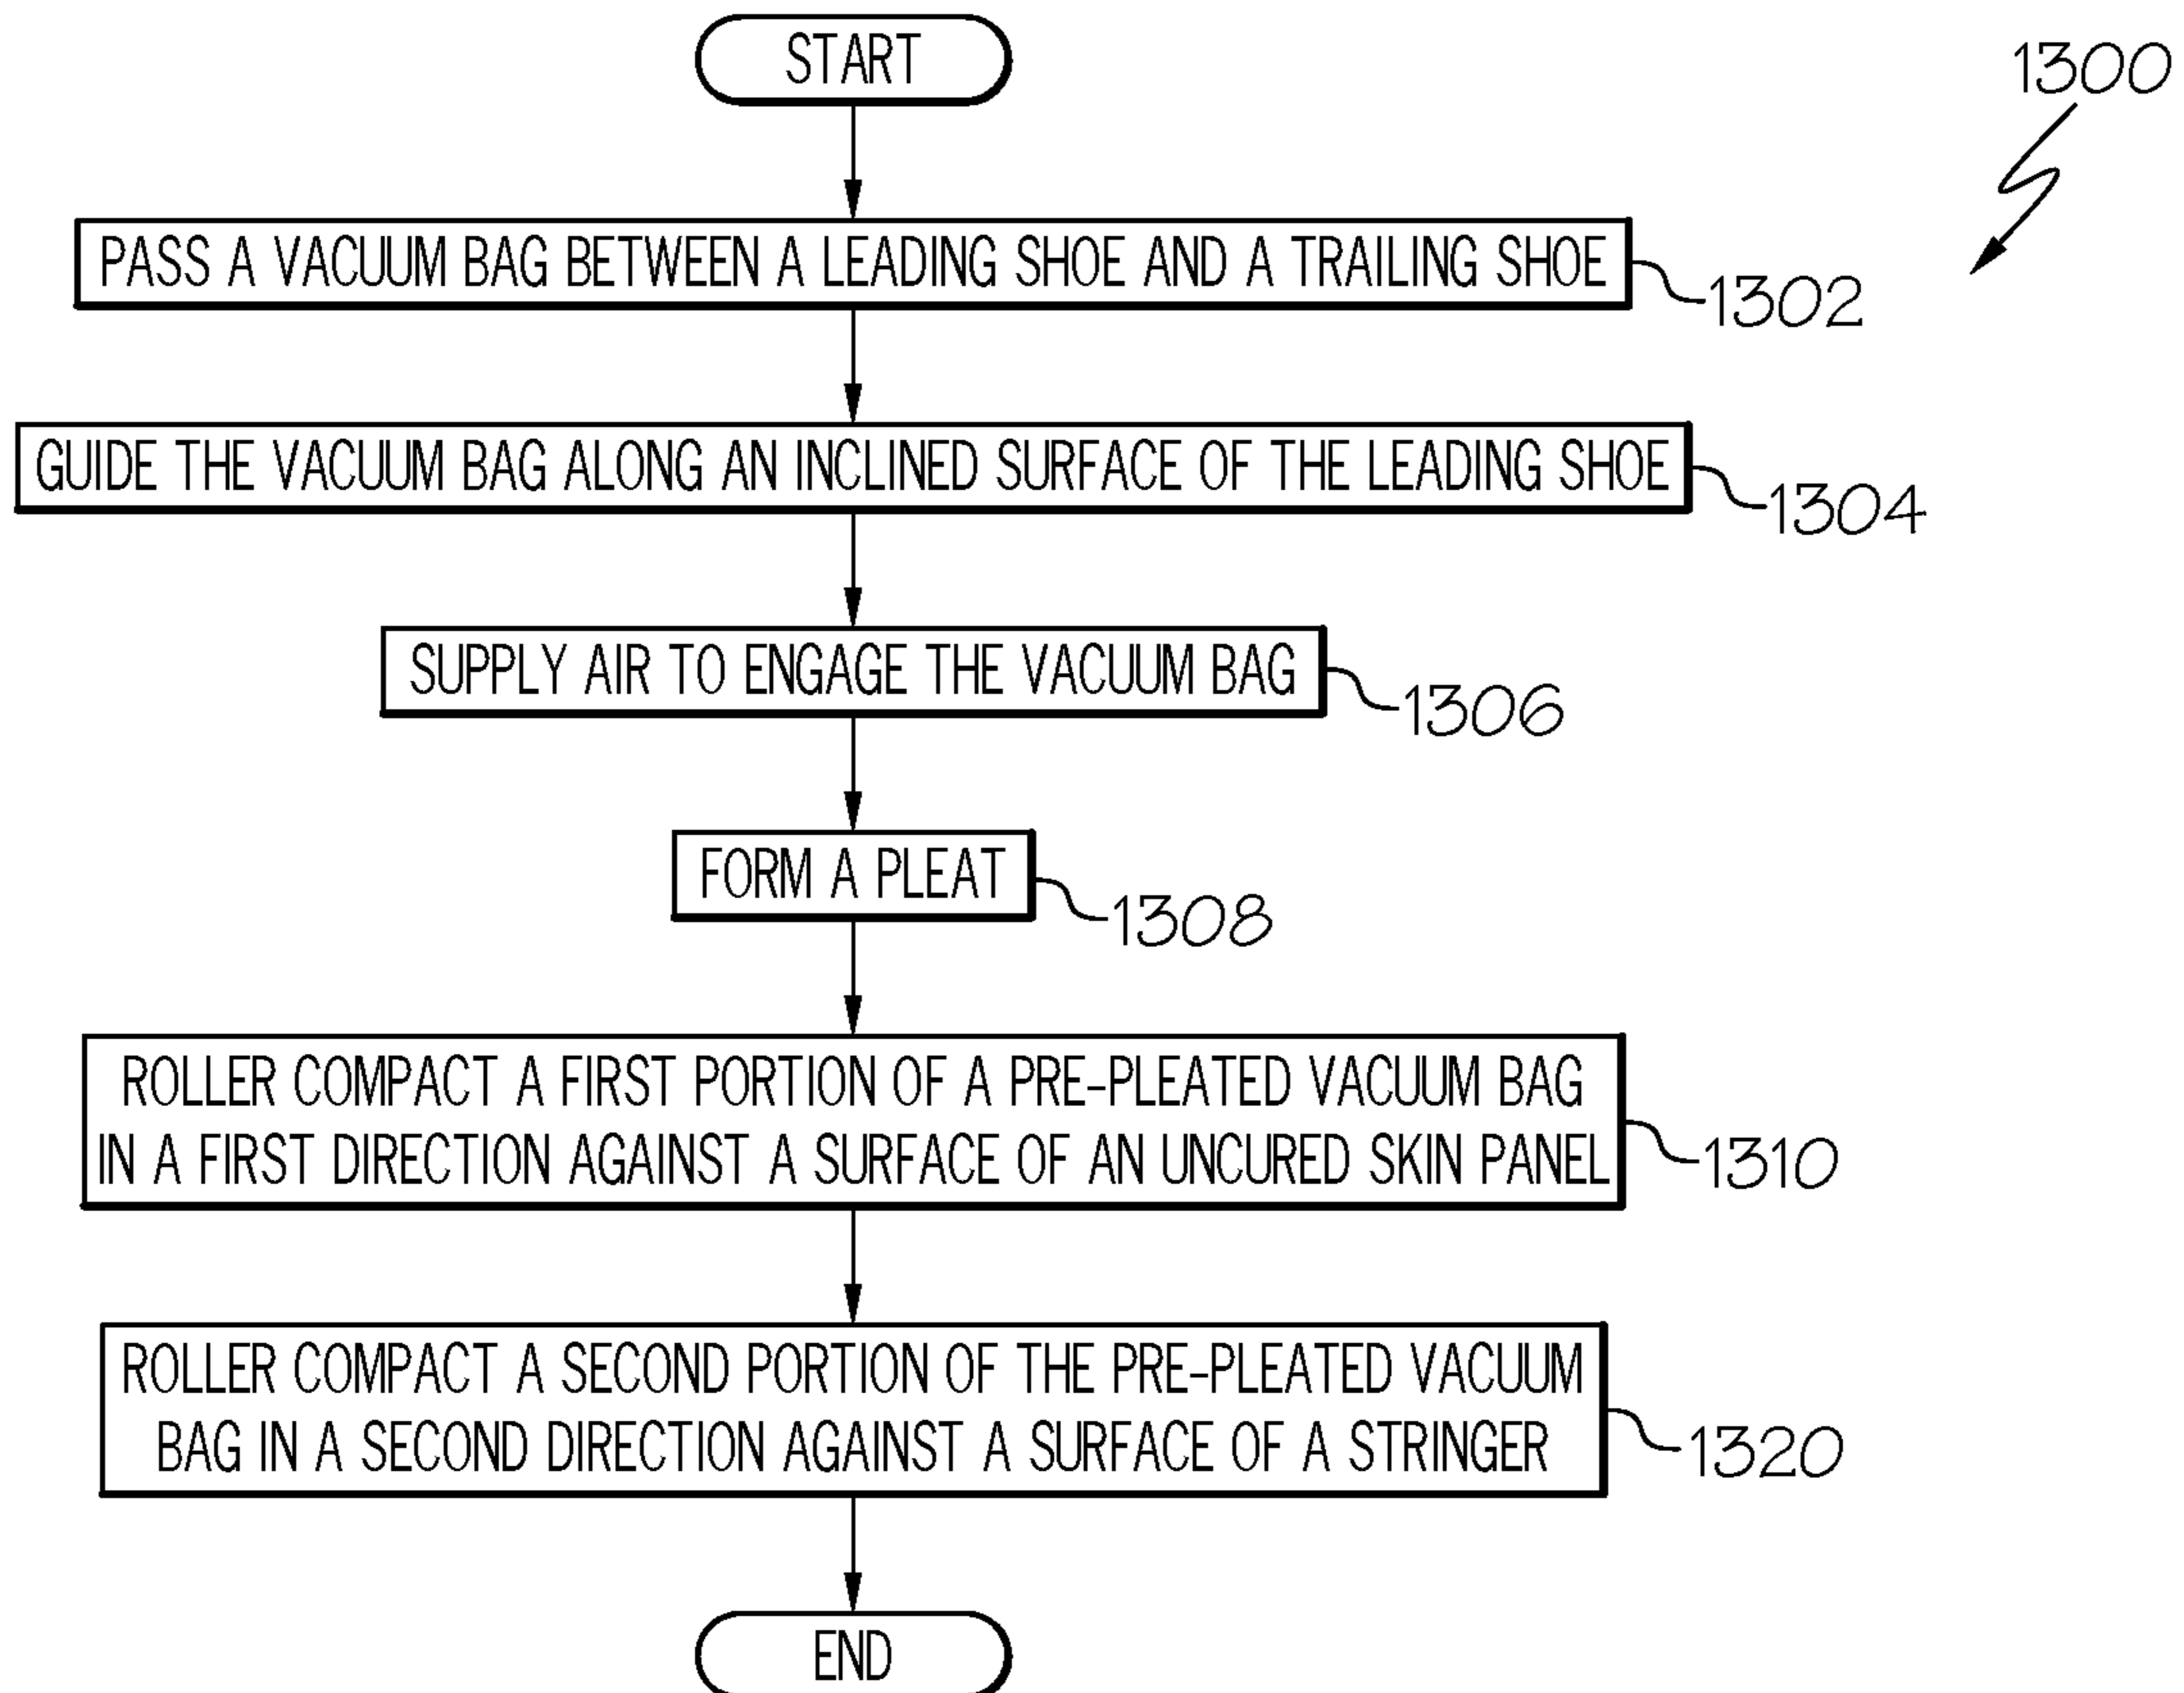 START
1300
PASS A VACUUM BAG BETWEEN A LEADING SHOE AND A TRAILING SHOE
1302
GUIDE THE VACUUM BAG ALONG AN INCLINED SURFACE OF THE LEADING SHOE
1304
SUPPLY AIR TO ENGAGE THE VACUUM BAG
1306
FORM A PLEAT
1308
ROLLER COMPACT A FIRST PORTION OF A PRE-PLEATED VACUUM BAG
IN A FIRST DIRECTION AGAINST A SURFACE OF AN UNCURED SKIN PANEL
1310
ROLLER COMPACT A SECOND PORTION OF THE PRE-PLEATED VACUUM
BAG IN A SECOND DIRECTION AGAINST A SURFACE OF A STRINGER
1320
END